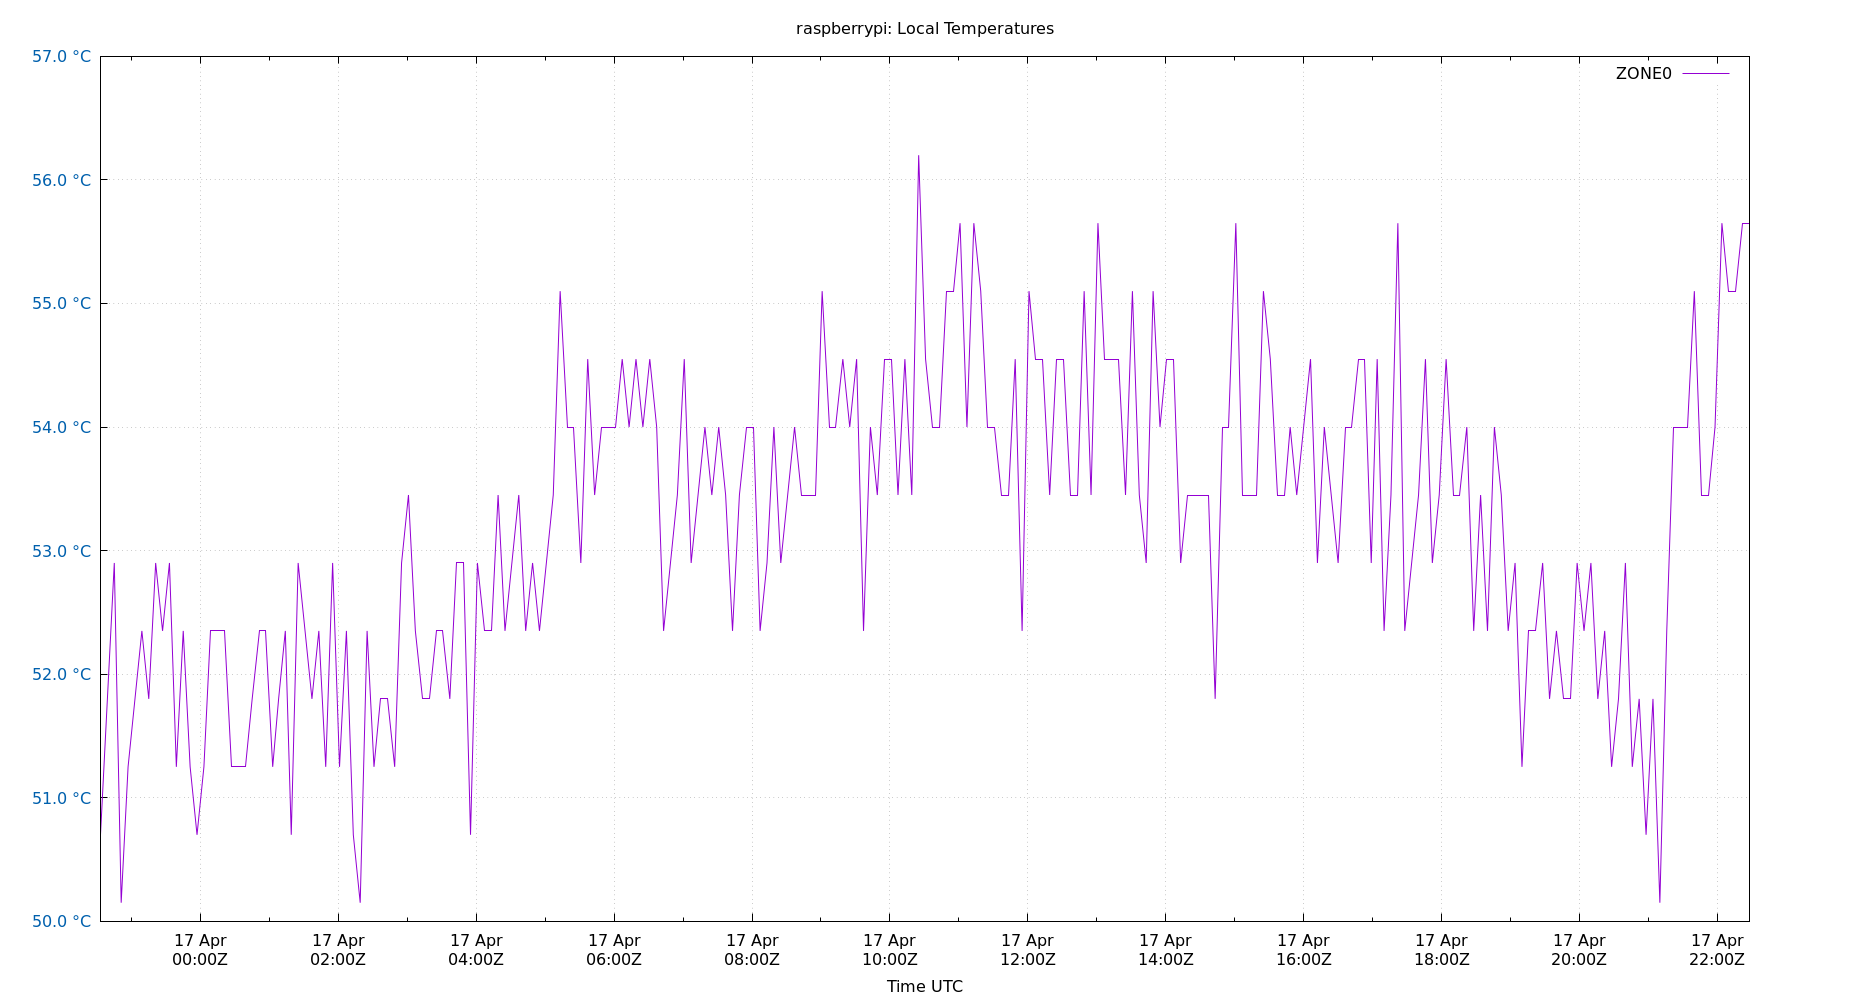 raspberrypi: Local Temperatures
57.0 °C
ZONE0
56.0 °C
55.0 °C
54.0 °C
53.0 °C
52.0 °C
51.0 °C
50.0 °C
17 Apr 17 Apr 17 Apr 17 Apr 17 Apr 17 Apr 17 Apr 17 Apr 17 Apr 17 Apr 17 Apr 17 Apr
00:00Z 02:00Z 04:00Z 06:00Z 08:00Z 10:00Z 12:00Z 14:00Z 16:00Z 18:00Z 20:00Z 22:00Z
Time UTC